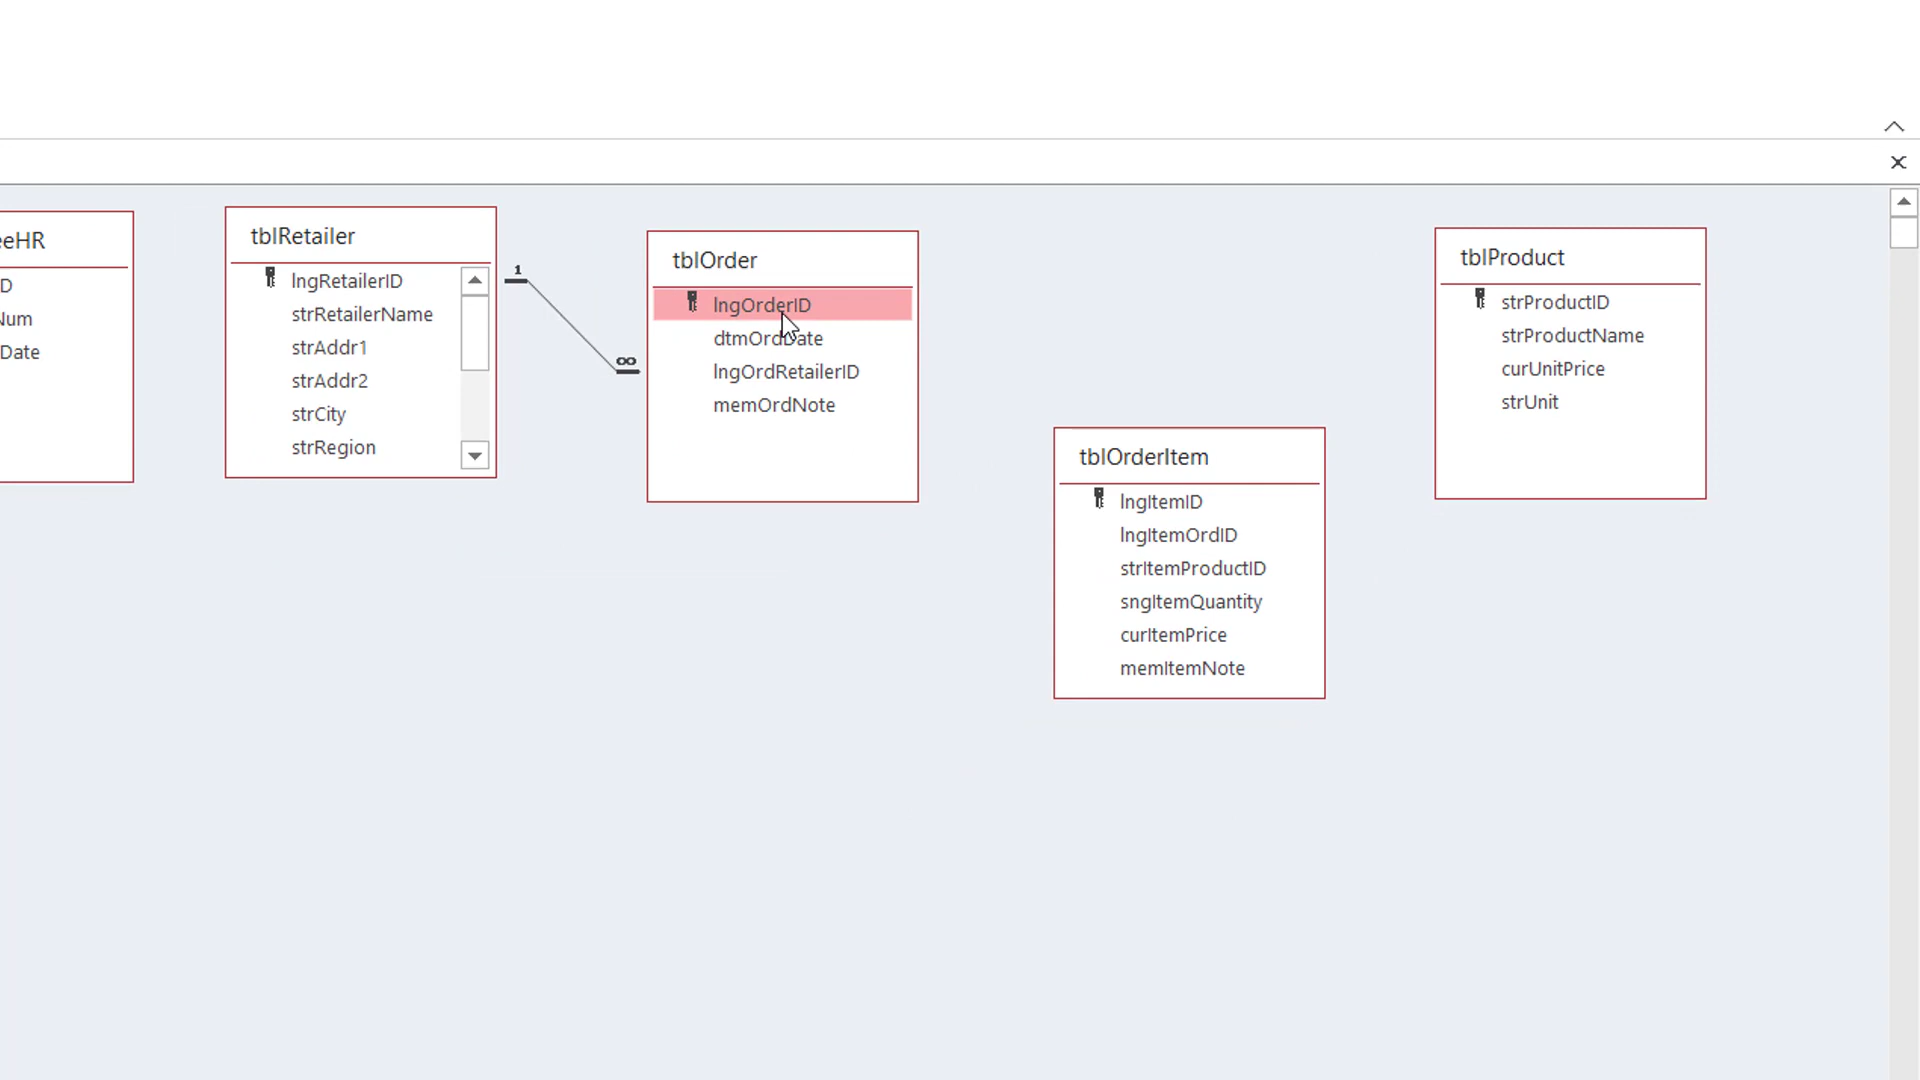 eeHR
D
Num
Date
tblRetailer
lngRetailerID
strRetailerName
strAddr1
strAddr2
strCity
strRegion
1
∞
tblOrder
lngOrderID
dtmOrdDate
lngOrdRetailerID
memOrdNote
tblOrderItem
lngItemID
lngItemOrdID
strItemProductID
sngItemQuantity
curItemPrice
memItemNote
tblProduct
strProductID
strProductName
curUnitPrice
strUnit